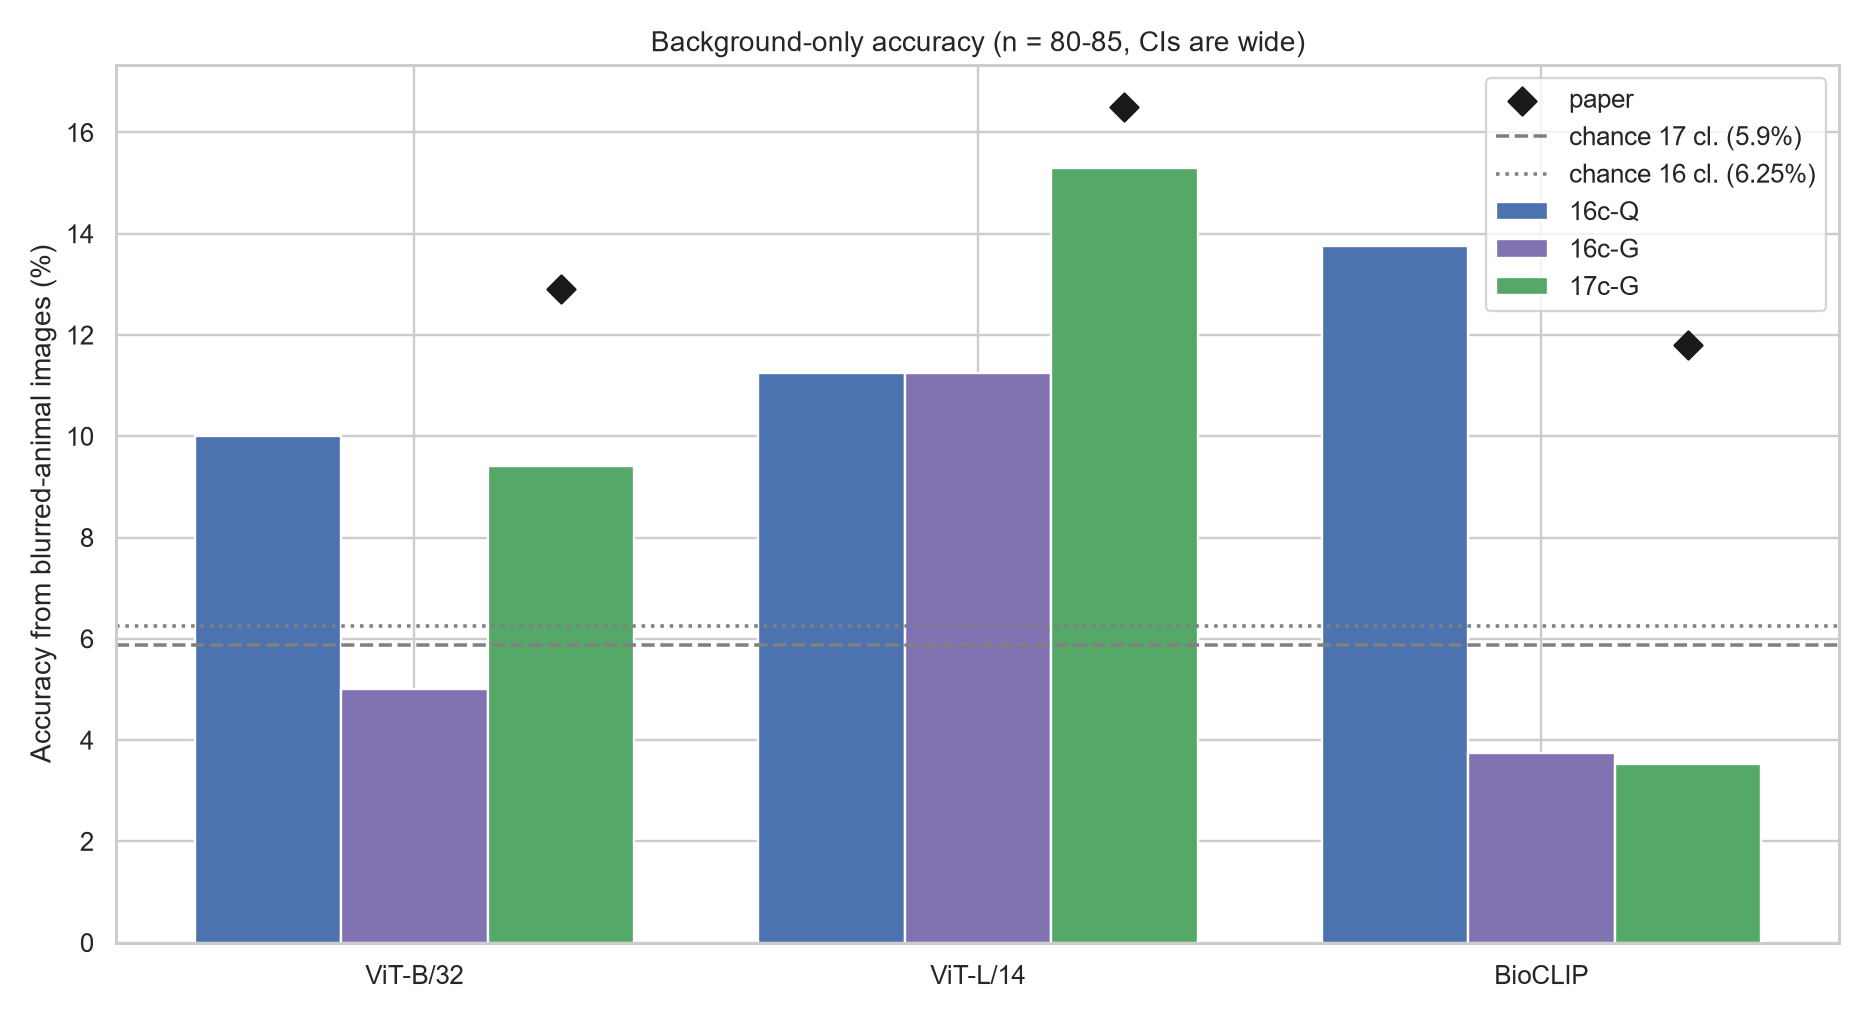 Background-only accuracy (n = 80-85, CIs are wide)
Accuracy from blurred-animal images (%)
16
14
12
10
8
6
4
2
0
paper
chance 17 cl. (5.9%)
chance 16 cl. (6.25%)
16c-Q
16c-G
17c-G
ViT-B/32
ViT-L/14
BioCLIP